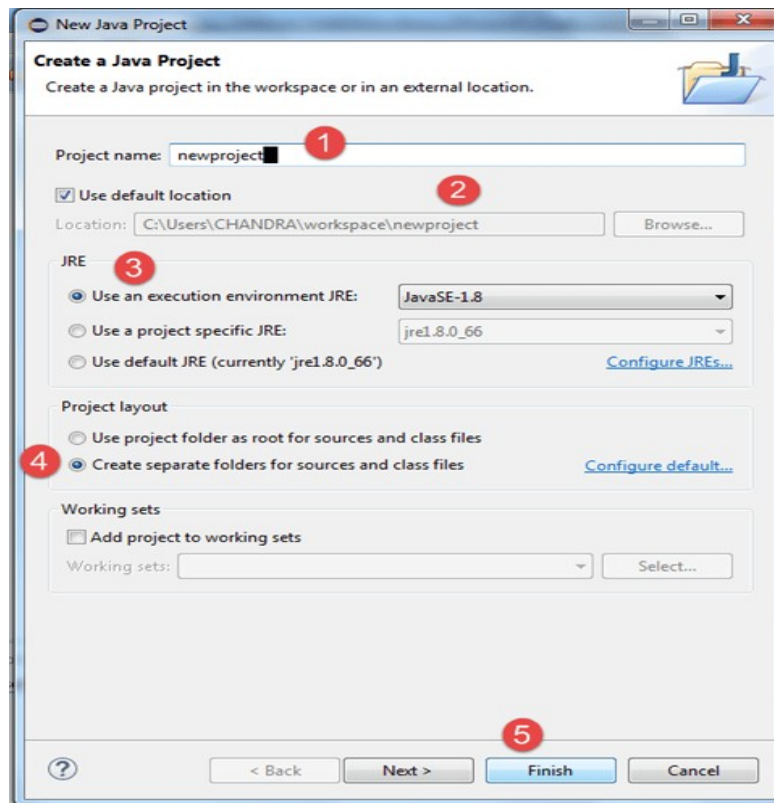 New Java Project
Create a Java Project
Create a Java project in the workspace or in an external location.
1
Project name: newproject
Use default location
2
Location: C:\Users\CHANDRA\workspace\newproject Browse...
JRE
3
Use an execution environment JRE: JavaSE-1.8
Use a project specific JRE: jre1.8.0_66
Use default JRE (currently 'jre1.8.0_66') Configure JREs...
Project layout
Use project folder as root for sources and class files
4 Create separate folders for sources and class files Configure default...
Working sets
Add project to working sets
Working sets: Select...
5
? < Back Next > Finish Cancel